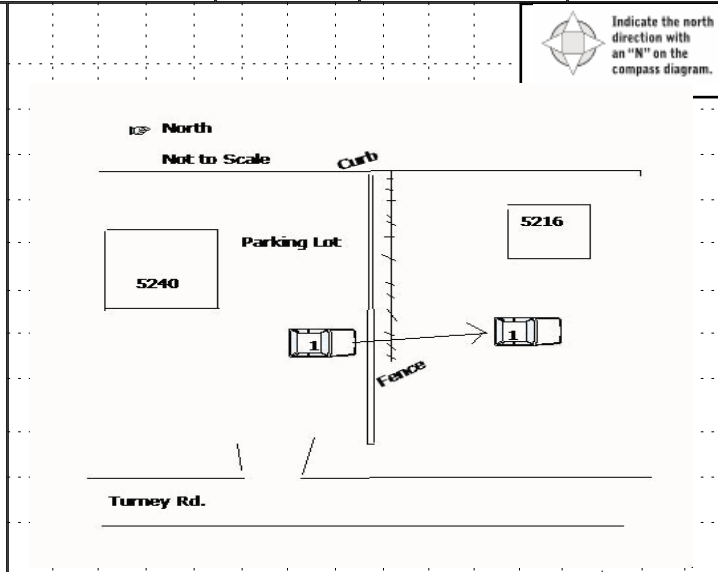 Indicate the north
direction with
an “N” on the
compass diagram.
North
Not to Scale
Curb
5216
Parking Lot
5240
1
1
Fence
Turney Rd.